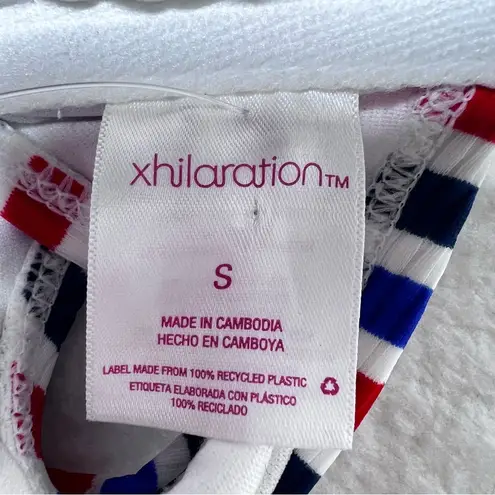 xhilaration™
S
MADE IN CAMBODIA
HECHO EN CAMBOYA
LABEL MADE FROM 100% RECYCLED PLASTIC
ETIQUETA ELABORADA CON PLÁSTICO
100% RECICLADO